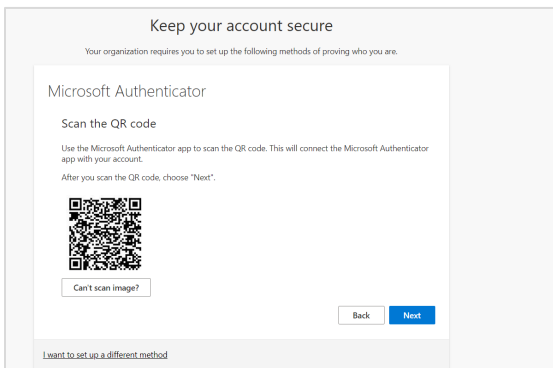 Keep your account secure
Your organization requires you to set up the following methods of proving who you are.
Microsoft Authenticator
Scan the QR code
Use the Microsoft Authenticator app to scan the QR code. This will connect the Microsoft Authenticator
app with your account.
After you scan the QR code, choose "Next".
Can't scan image?
Back Next
I want to set up a different method